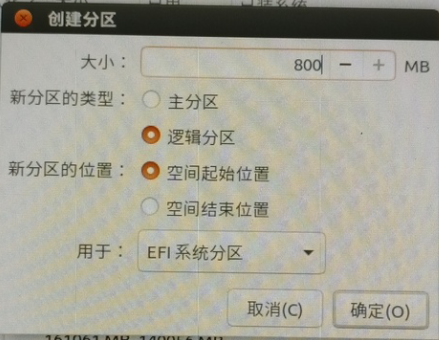 创建分区
大小： 800 − + MB
新分区的类型： 主分区
逻辑分区
新分区的位置： 空间起始位置
空间结束位置
用于： EFI 系统分区
取消(C) 确定(O)